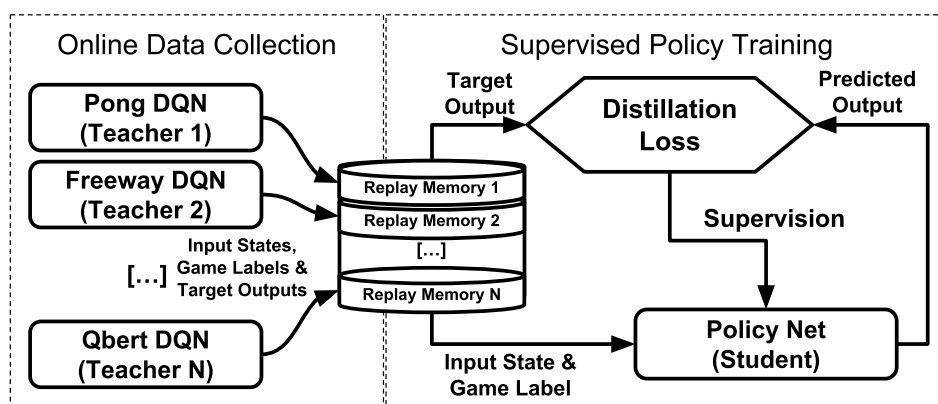 Online Data Collection
Pong DQN
(Teacher 1)
Freeway DQN
(Teacher 2)
[...]
Input States,
Game Labels &
Target Outputs
Qbert DQN
(Teacher N)
Replay Memory 1
Replay Memory 2
[...]
Replay Memory N
Supervised Policy Training
Target
Output
Distillation
Loss
Predicted
Output
Supervision
Policy Net
(Student)
Input State &
Game Label